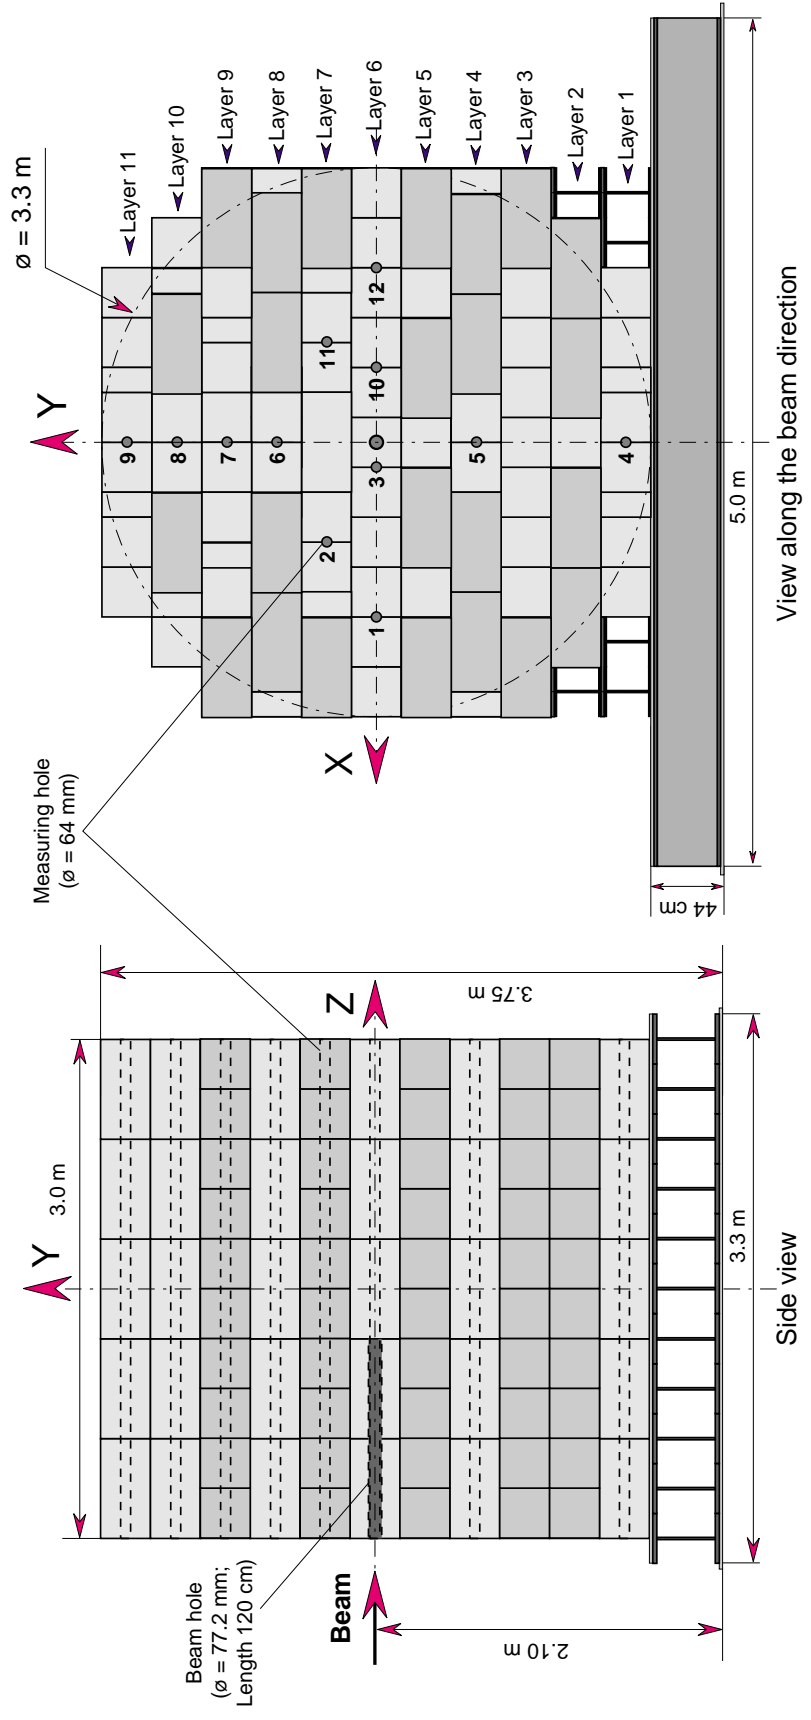 ø = 3.3 m
Y
Layer 11
Layer 10
Layer 9
Layer 8
Layer 7
Layer 6
Layer 5
Layer 4
Layer 3
Layer 2
Layer 1
9
8
7
6
11
2
12
10
3
1
5
4
X
5.0 m
44 cm
View along the beam direction
Measuring hole
(ø = 64 mm)
Y
3.0 m
Z
3.75 m
Beam hole
(ø = 77.2 mm;
Length 120 cm)
Beam
2.10 m
3.3 m
Side view